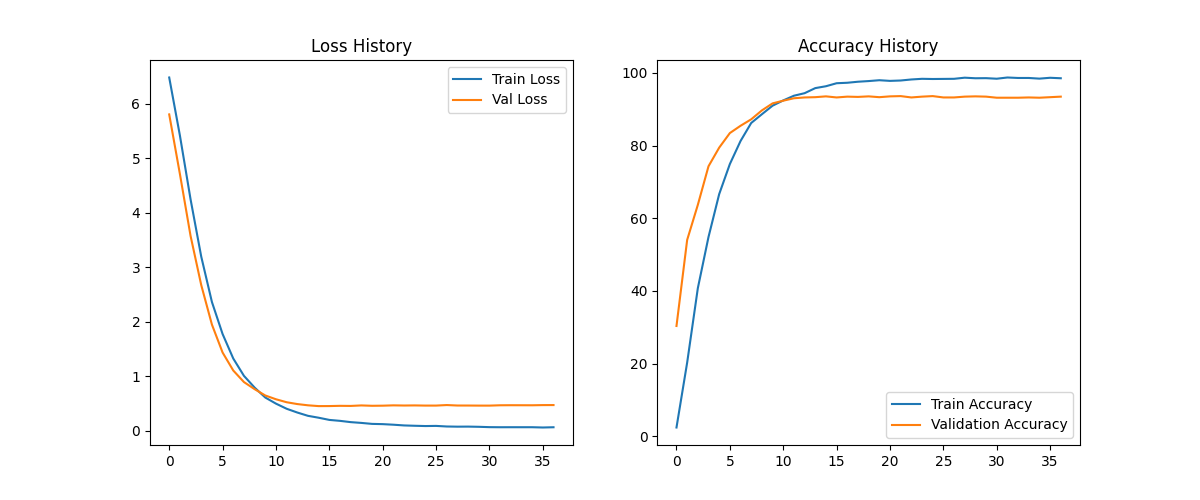 Loss History
Train Loss
Val Loss
6
5
4
3
2
1
0
0 5 10 15 20 25 30 35
Accuracy History
100
80
60
40
20
0
Train Accuracy
Validation Accuracy
0 5 10 15 20 25 30 35